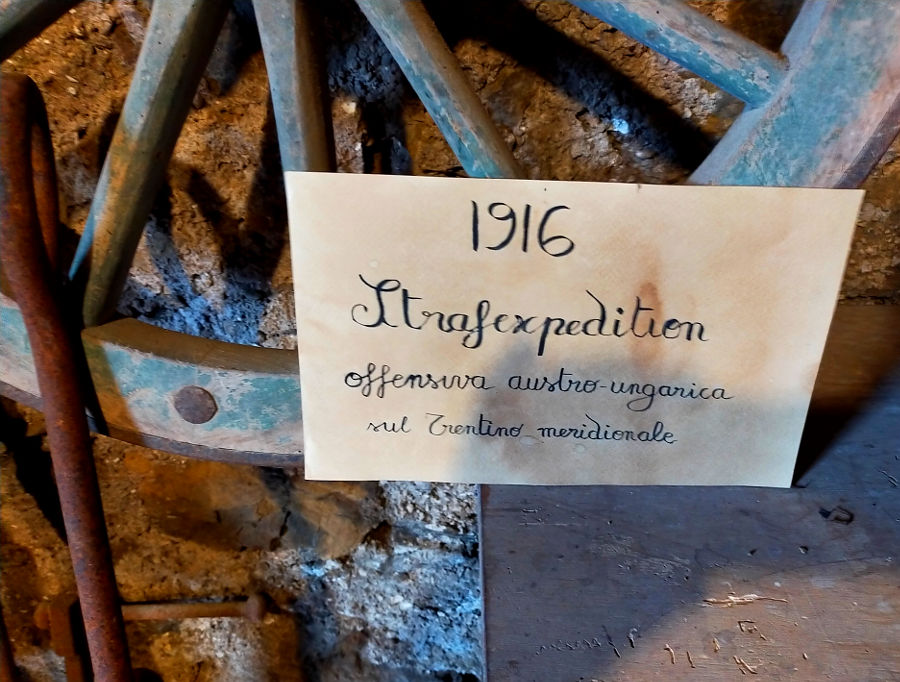 1916
Strafexpedition
offensiva austro-ungarica
sul Trentino meridionale